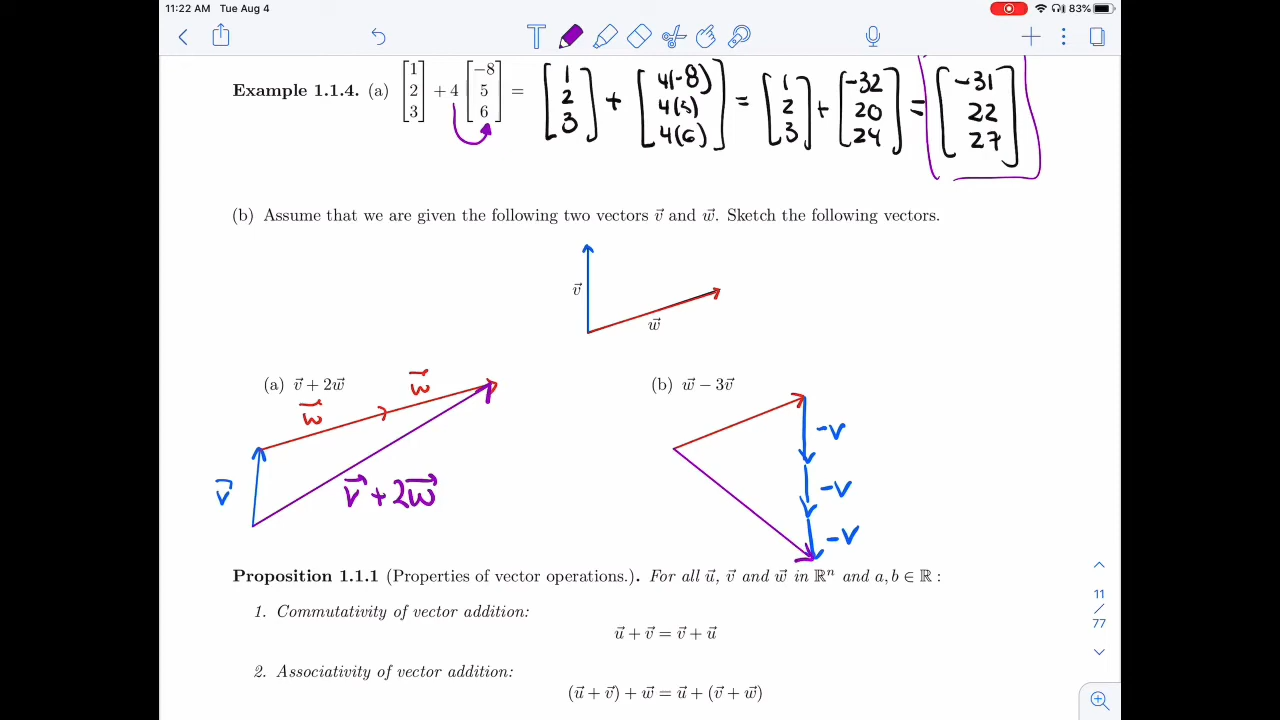 11:22 AM Tue Aug 4 83%
Example 1.1.4. (a) [1 2 3] + 4 [−8 5 6] = [1 2 3] + [4(-8) 4(5) 4(6)] = [1 2 3] + [-32 20 24] = [-31 22 27]
(b) Assume that we are given the following two vectors v⃗ and w⃗. Sketch the following vectors.
v⃗
w⃗
(a) v⃗ + 2w⃗
w⃗
w⃗
v⃗
v⃗ + 2w⃗
(b) w⃗ − 3v⃗
-v
-v
-v
Proposition 1.1.1 (Properties of vector operations.). For all u⃗, v⃗ and w⃗ in ℝⁿ and a, b ∈ ℝ :
1. Commutativity of vector addition:
u⃗ + v⃗ = v⃗ + u⃗
2. Associativity of vector addition:
(u⃗ + v⃗) + w⃗ = u⃗ + (v⃗ + w⃗)
11
/
77